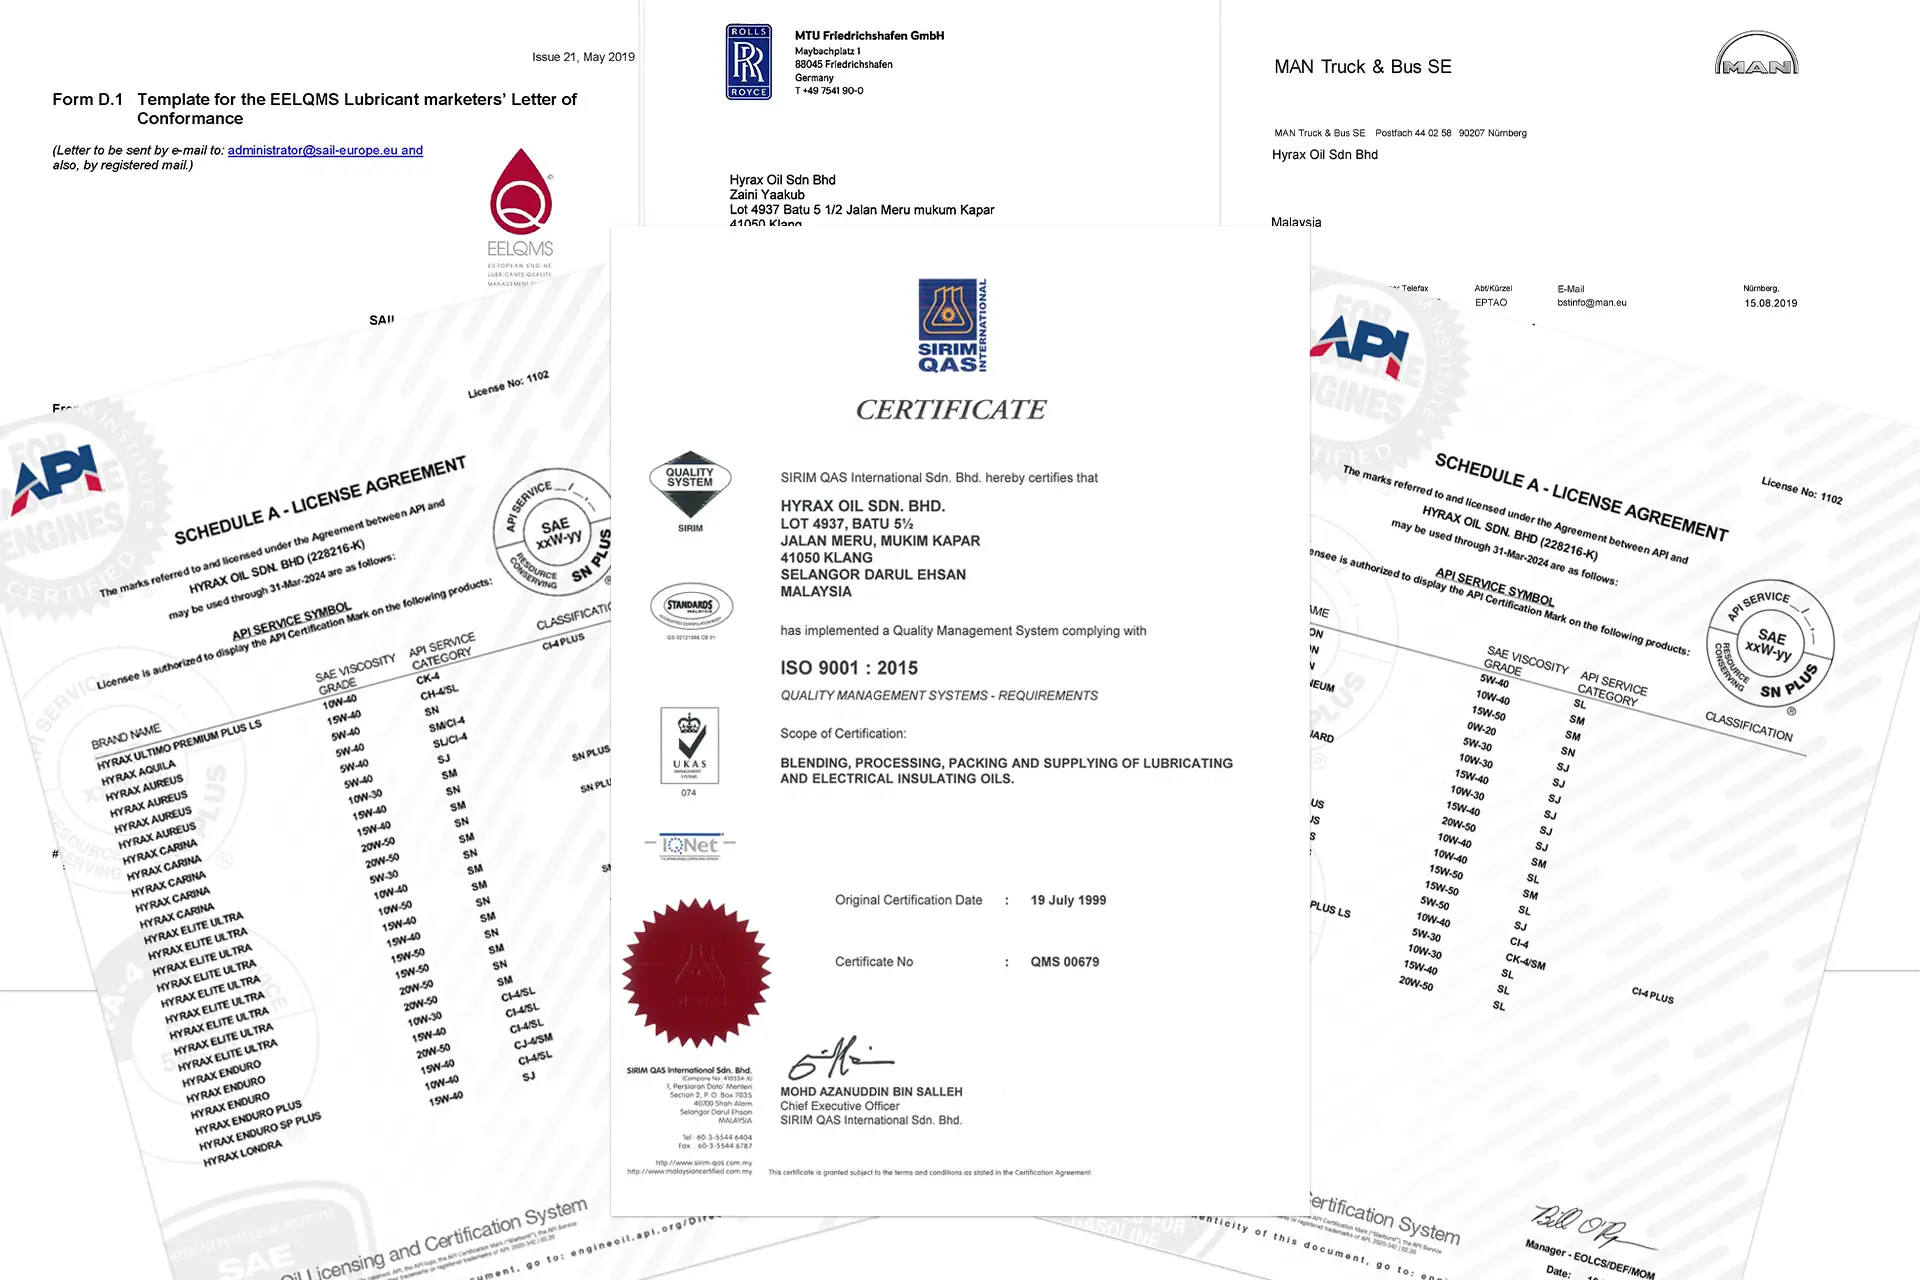 Issue 21, May 2019
Form D.1 Template for the EELQMS Lubricant marketers' Letter of
Conformance
(Letter to be sent by e-mail to: administrator@sail-europe.eu and
also, by registered mail.)
EELQMS
EUROPEAN ENGINE
LUBRICANTS QUALITY
ROLLS
RR
ROYCE
MTU Friedrichshafen GmbH
Maybachplatz 1
88045 Friedrichshafen
Germany
T +49 7541 90-0
Hyrax Oil Sdn Bhd
Zaini Yaakub
Lot 4937 Batu 5 1/2 Jalan Meru mukum Kapar
41050 Klang
MAN Truck & Bus SE
MAN
MAN Truck & Bus SE Postfach 44 02 58 90207 Nürnberg
Hyrax Oil Sdn Bhd
Malaysia
Telefax
Abt/Kürzel
EPTAO
E-Mail
bstinfo@man.eu
Nürnberg,
15.08.2019
API
License No: 1102
SCHEDULE A - LICENSE AGREEMENT
The marks referred to and licensed under the Agreement between API and
HYRAX OIL SDN. BHD (228216-K)
may be used through 31-Mar-2024 are as follows:
API SERVICE SYMBOL
Licensee is authorized to display the API Certification Mark on the following products:
API SERVICE
SAE
xxW-yy
RESOURCE
CONSERVING
SN PLUS
BRAND NAME
SAE VISCOSITY
GRADE
API SERVICE
CATEGORY
HYRAX ULTIMO PREMIUM PLUS LS
HYRAX AQUILA
HYRAX AUREUS
HYRAX AUREUS
HYRAX AUREUS
HYRAX AUREUS
HYRAX CARINA
HYRAX CARINA
HYRAX CARINA
HYRAX CARINA
HYRAX CARINA
HYRAX ELITE ULTRA
HYRAX ELITE ULTRA
HYRAX ELITE ULTRA
HYRAX ELITE ULTRA
HYRAX ELITE ULTRA
HYRAX ELITE ULTRA
HYRAX ELITE ULTRA
HYRAX ELITE ULTRA
HYRAX ELITE ULTRA
HYRAX ENDURO
HYRAX ENDURO
HYRAX ENDURO
HYRAX ENDURO PLUS
HYRAX ENDURO SP PLUS
HYRAX LONDRA
10W-40
15W-40
5W-40
5W-40
5W-40
5W-40
10W-30
15W-40
15W-40
20W-50
20W-50
5W-30
10W-40
10W-50
15W-40
15W-40
15W-50
15W-50
20W-50
20W-50
10W-30
15W-40
20W-50
15W-40
10W-40
15W-40
CK-4
CH-4/SL
SN
SM/CI-4
SL/CI-4
SJ
SM
SN
SM
SN
SM
SN
SM
SM
SN
SM
SN
SM
SN
SM
CI-4/SL
CI-4/SL
CI-4/SL
CJ-4/SM
CI-4/SL
SJ
CI-4 PLUS
SN PLUS
Licensing and Certification System
SIRIM
QAS
INTERNATIONAL
CERTIFICATE
QUALITY
SYSTEM
SIRIM
SIRIM QAS International Sdn. Bhd. hereby certifies that
HYRAX OIL SDN. BHD.
LOT 4937, BATU 5½
JALAN MERU, MUKIM KAPAR
41050 KLANG
SELANGOR DARUL EHSAN
MALAYSIA
STANDARDS
MALAYSIA
has implemented a Quality Management System complying with
ISO 9001 : 2015
QUALITY MANAGEMENT SYSTEMS - REQUIREMENTS
UKAS
MANAGEMENT
SYSTEMS
074
Scope of Certification:
BLENDING, PROCESSING, PACKING AND SUPPLYING OF LUBRICATING
AND ELECTRICAL INSULATING OILS.
IQNet
Original Certification Date : 19 July 1999
Certificate No : QMS 00679
MOHD AZANUDDIN BIN SALLEH
Chief Executive Officer
SIRIM QAS International Sdn. Bhd.
SIRIM QAS International Sdn. Bhd.
(Company No. 410334-X)
1, Persiaran Dato' Menteri
Section 2, P. O. Box 7035
40700 Shah Alam
Selangor Darul Ehsan
MALAYSIA
Tel : 60-3-5544 6404
Fax : 60-3-5544 6787
http://www.sirim-qas.com.my
http://www.malaysiancertified.com.my
This certificate is granted subject to the terms and conditions as stated in the Certification Agreement.
API
License No: 1102
SCHEDULE A - LICENSE AGREEMENT
The marks referred to and licensed under the Agreement between API and
HYRAX OIL SDN. BHD (228216-K)
may be used through 31-Mar-2024 are as follows:
API SERVICE SYMBOL
is authorized to display the API Certification Mark on the following products:
API SERVICE
SAE
xxW-yy
RESOURCE
CONSERVING
SN PLUS
SAE VISCOSITY
GRADE
API SERVICE
CATEGORY
CLASSIFICATION
PLUS LS
5W-40
10W-40
15W-50
0W-20
5W-30
10W-30
15W-40
10W-30
15W-40
20W-50
10W-40
10W-40
15W-50
15W-50
5W-50
10W-40
5W-30
10W-30
15W-40
20W-50
SL
SM
SM
SN
SJ
SJ
SJ
SJ
SJ
SM
SL
SM
SL
SJ
CI-4
CK-4/SM
SL
SL
SL
CI-4 PLUS
Certification System
of this document, go to:
Manager - EOLCS/DEF/MOM
Date: